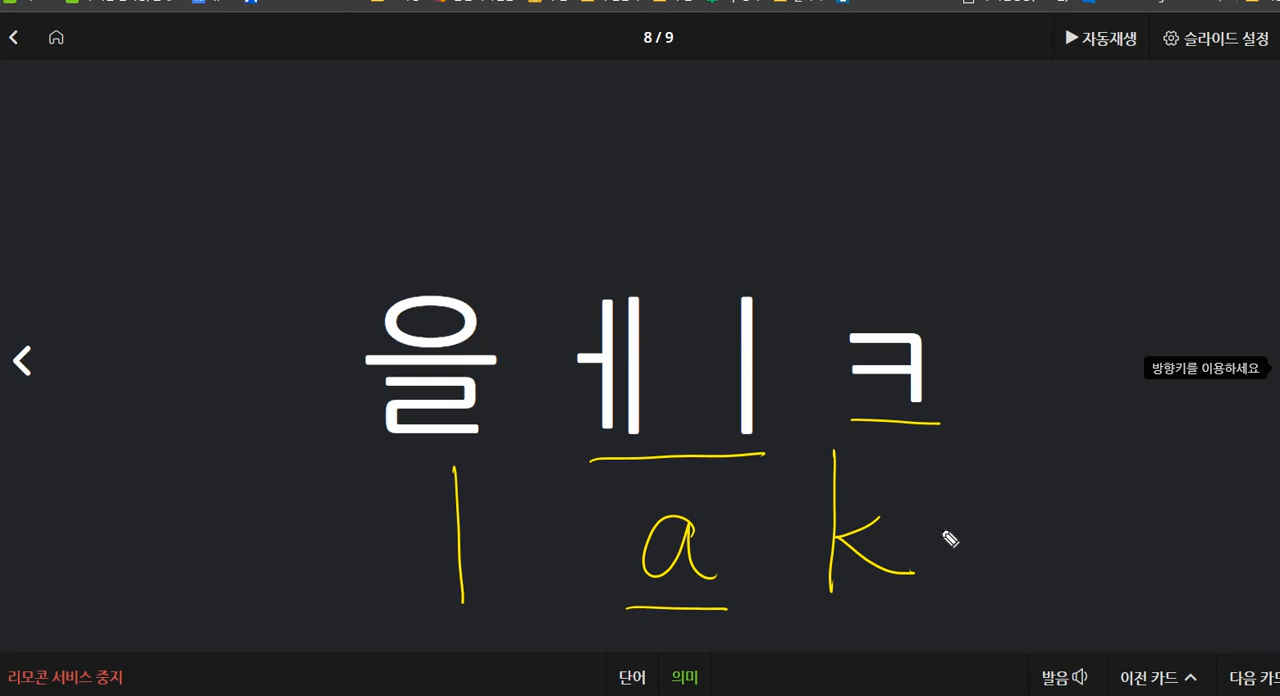 8 / 9
▶ 자동재생
슬라이드 설정
을 ㅔ ㅣ ㅋ
방향키를 이용하세요
l a k
리모콘 서비스 중지
단어
의미
발음
이전 카드
다음